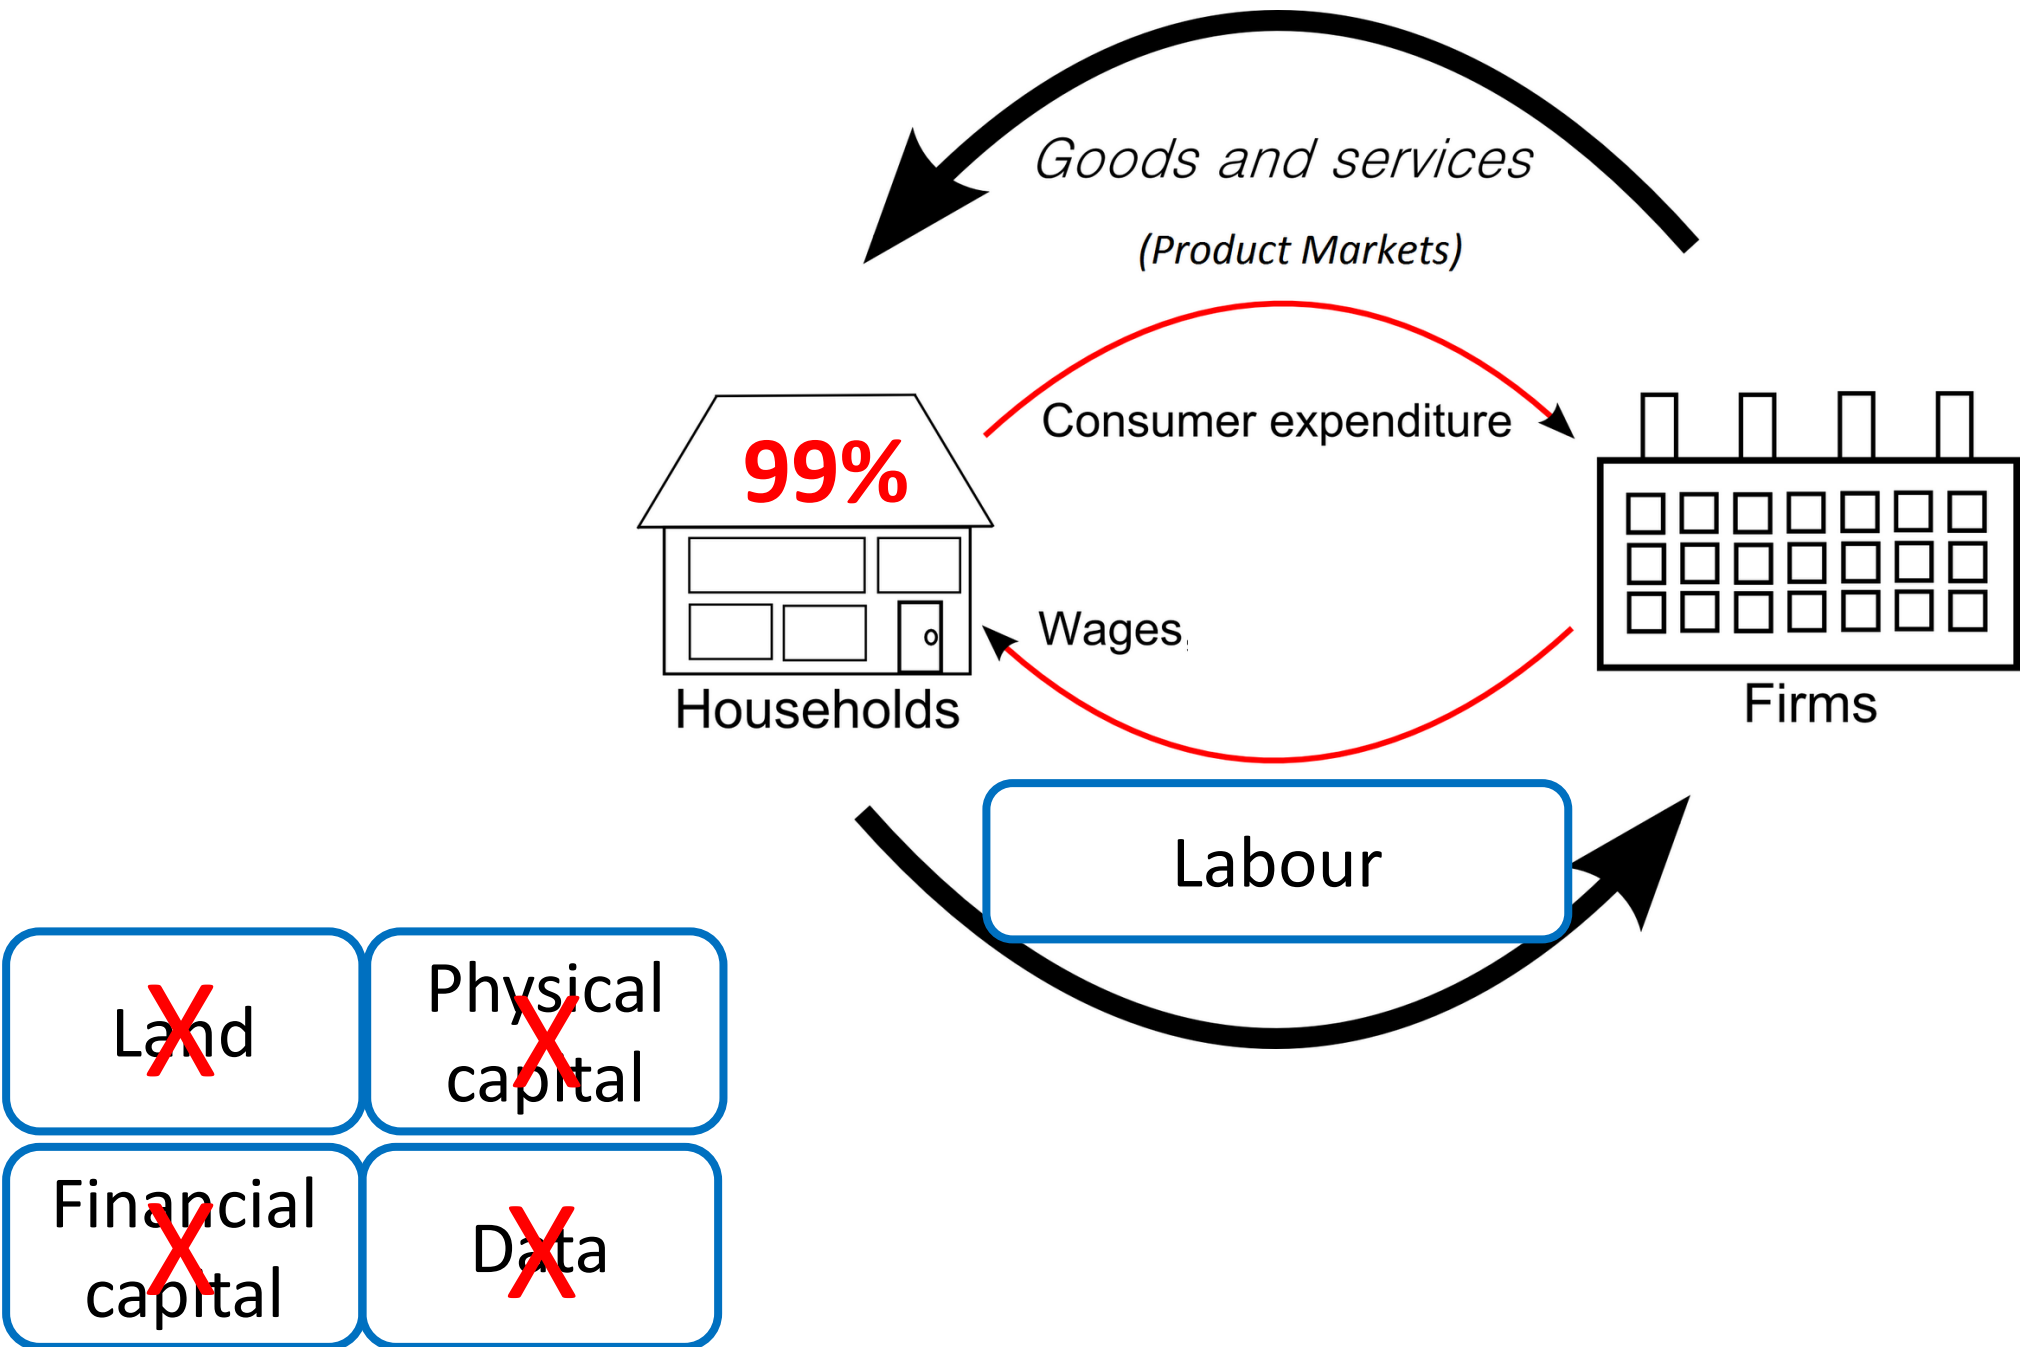 Goods and services
(Product Markets)
99%
Consumer expenditure
Wages,
Households
Firms
Labour
Land
X
Physical
capital
X
Financial
capital
X
Data
X